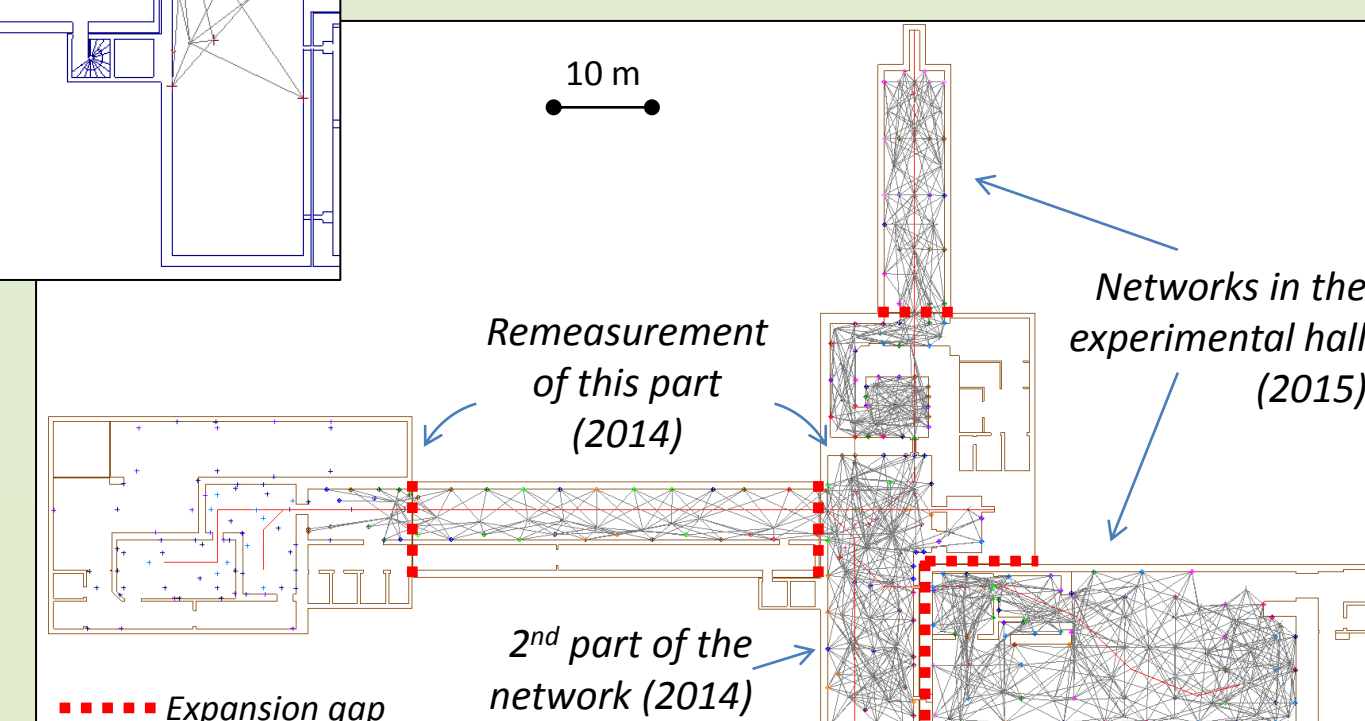 10 m
Networks in the
experimental hall
(2015)
Remeasurement
of this part
(2014)
2nd part of the
network (2014)
Expansion gap